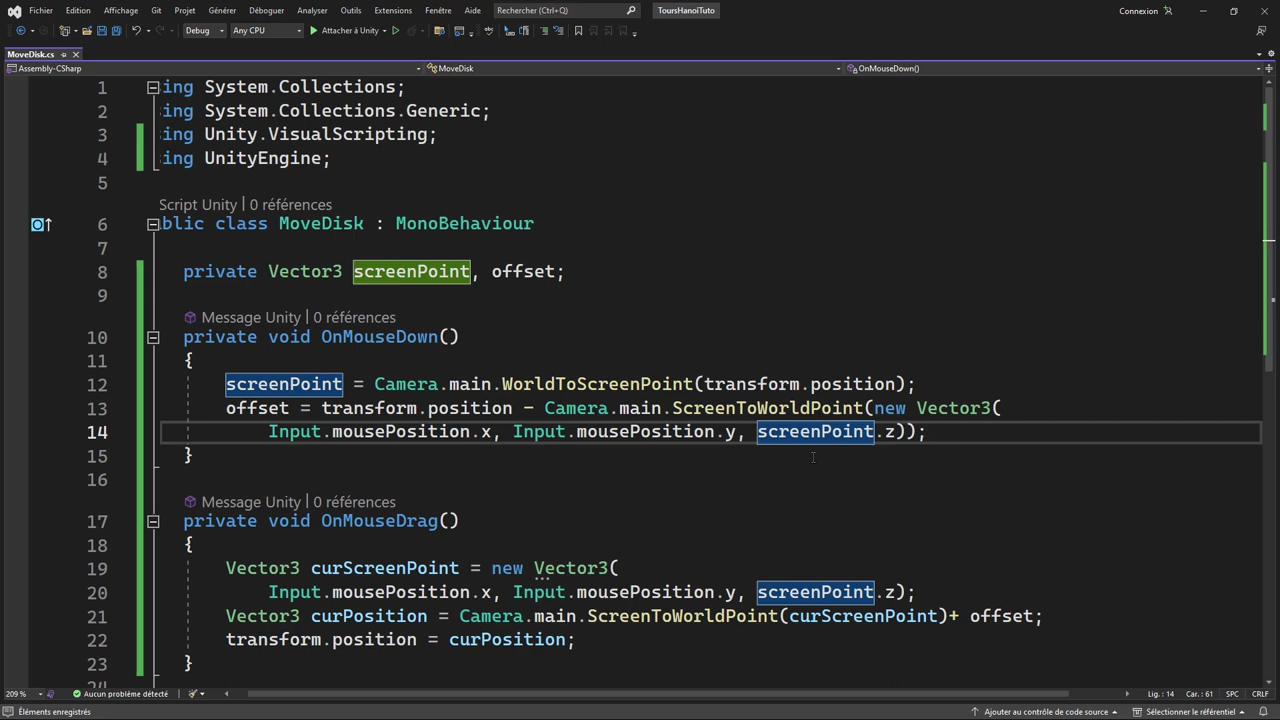 Fichier Edition Affichage Git Projet Générer Déboguer Analyser Outils Extensions Fenêtre Aide Rechercher (Ctrl+Q) ToursHanoiTuto Connexion
Debug Any CPU Attacher à Unity
MoveDisk.cs
Assembly-CSharp MoveDisk OnMouseDown()
1 ing System.Collections;
2 ing System.Collections.Generic;
3 ing Unity.VisualScripting;
4 ing UnityEngine;
5
Script Unity | 0 références
6 blic class MoveDisk : MonoBehaviour
7
8 private Vector3 screenPoint, offset;
9
Message Unity | 0 références
10 private void OnMouseDown()
11 {
12 screenPoint = Camera.main.WorldToScreenPoint(transform.position);
13 offset = transform.position - Camera.main.ScreenToWorldPoint(new Vector3(
14 Input.mousePosition.x, Input.mousePosition.y, screenPoint.z));
15 }
16
Message Unity | 0 références
17 private void OnMouseDrag()
18 {
19 Vector3 curScreenPoint = new Vector3(
20 Input.mousePosition.x, Input.mousePosition.y, screenPoint.z);
21 Vector3 curPosition = Camera.main.ScreenToWorldPoint(curScreenPoint)+ offset;
22 transform.position = curPosition;
23 }
24
209 % Aucun problème détecté Lig. : 14 Car. : 61 SPC CRLF
Éléments enregistrés Ajouter au contrôle de code source Sélectionner le référentiel